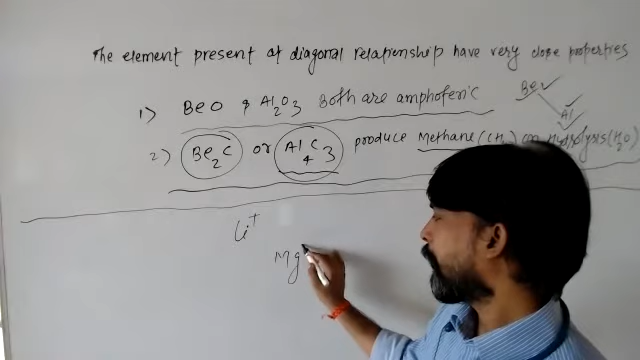 The element present at diagonal relationship have very close properties
Be
Al
1) BeO & Al2O3 Both are amphoteric
2) Be2C or Al4C3 produce Methane (CH4) on Hydrolysis (H2O)
Li+
Mg